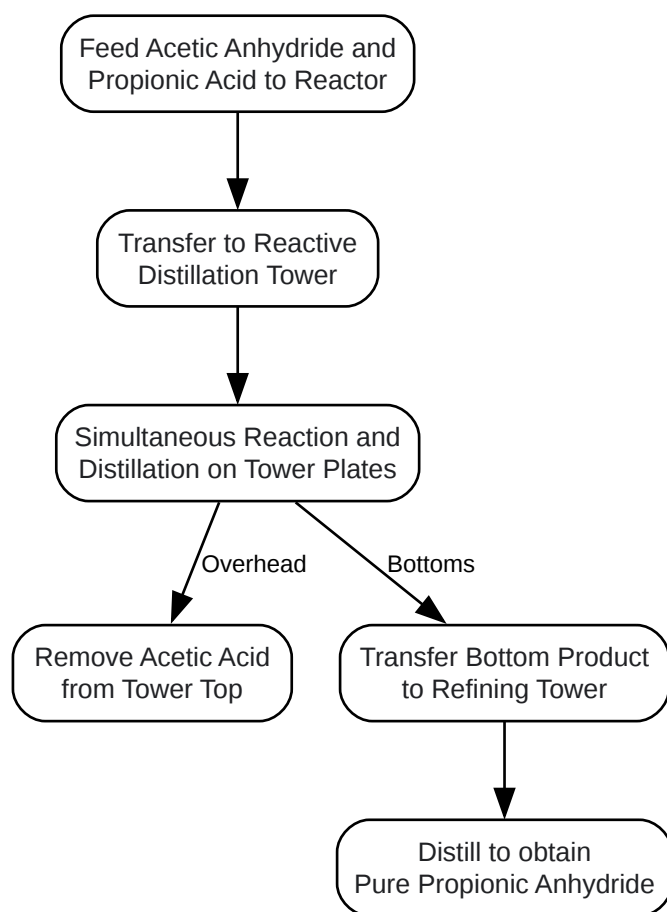 Feed Acetic Anhydride and
Propionic Acid to Reactor
Transfer to Reactive
Distillation Tower
Simultaneous Reaction and
Distillation on Tower Plates
Overhead
Bottoms
Remove Acetic Acid
from Tower Top
Transfer Bottom Product
to Refining Tower
Distill to obtain
Pure Propionic Anhydride